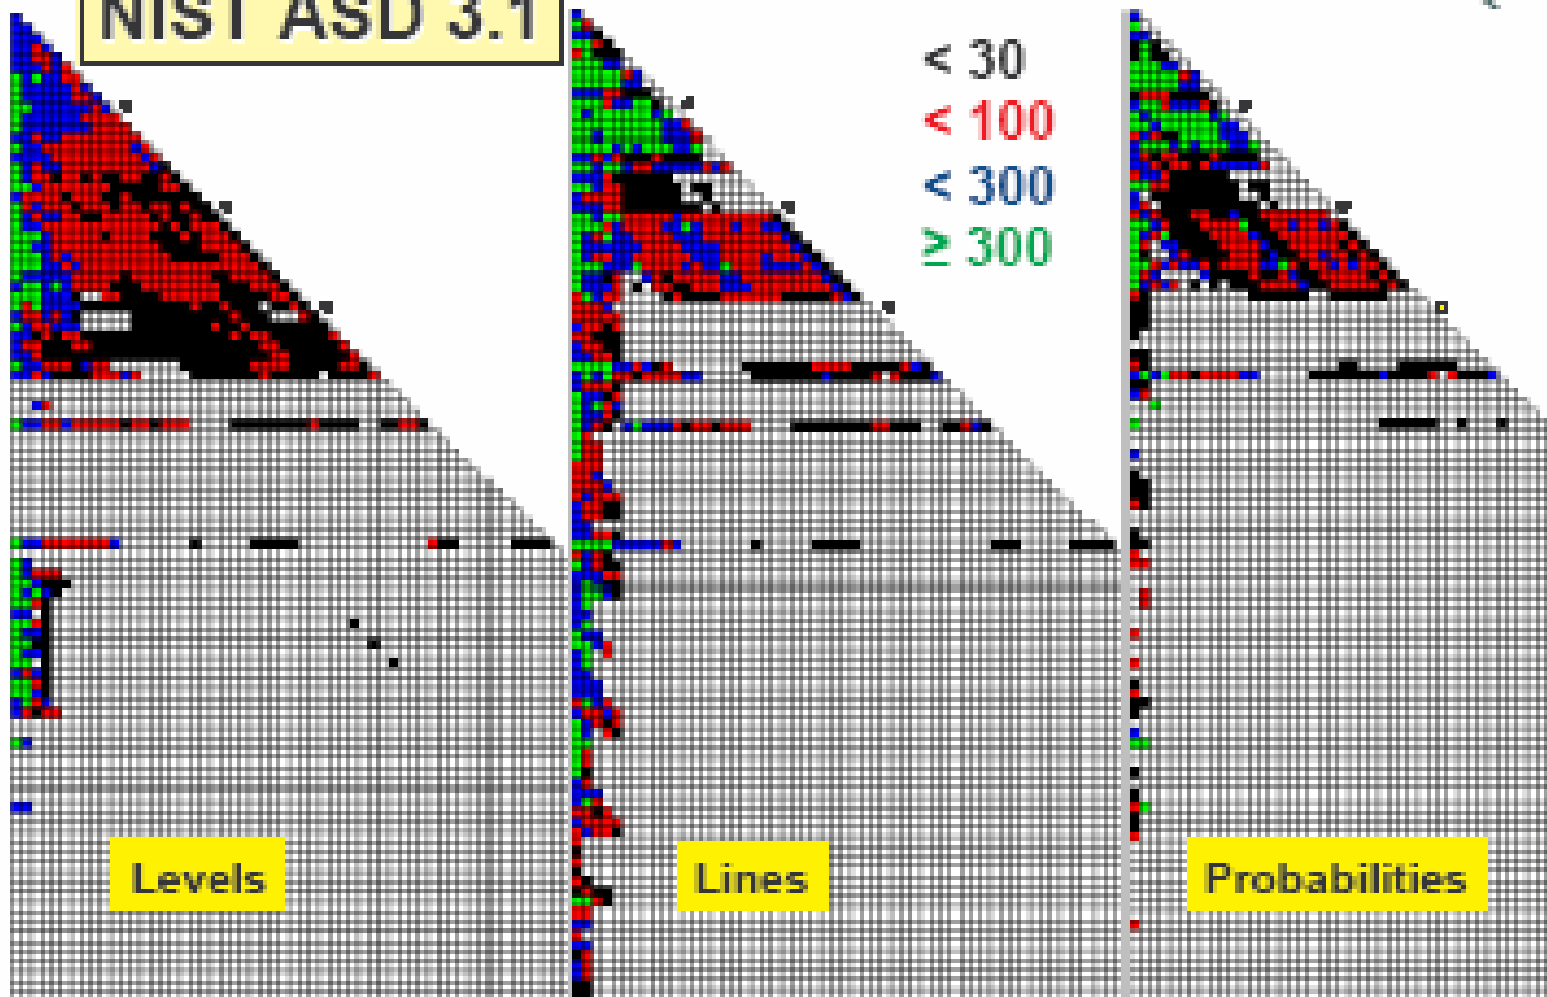 NIST ASD 3.1
< 30
< 100
< 300
≥ 300
Levels
Lines
Probabilities